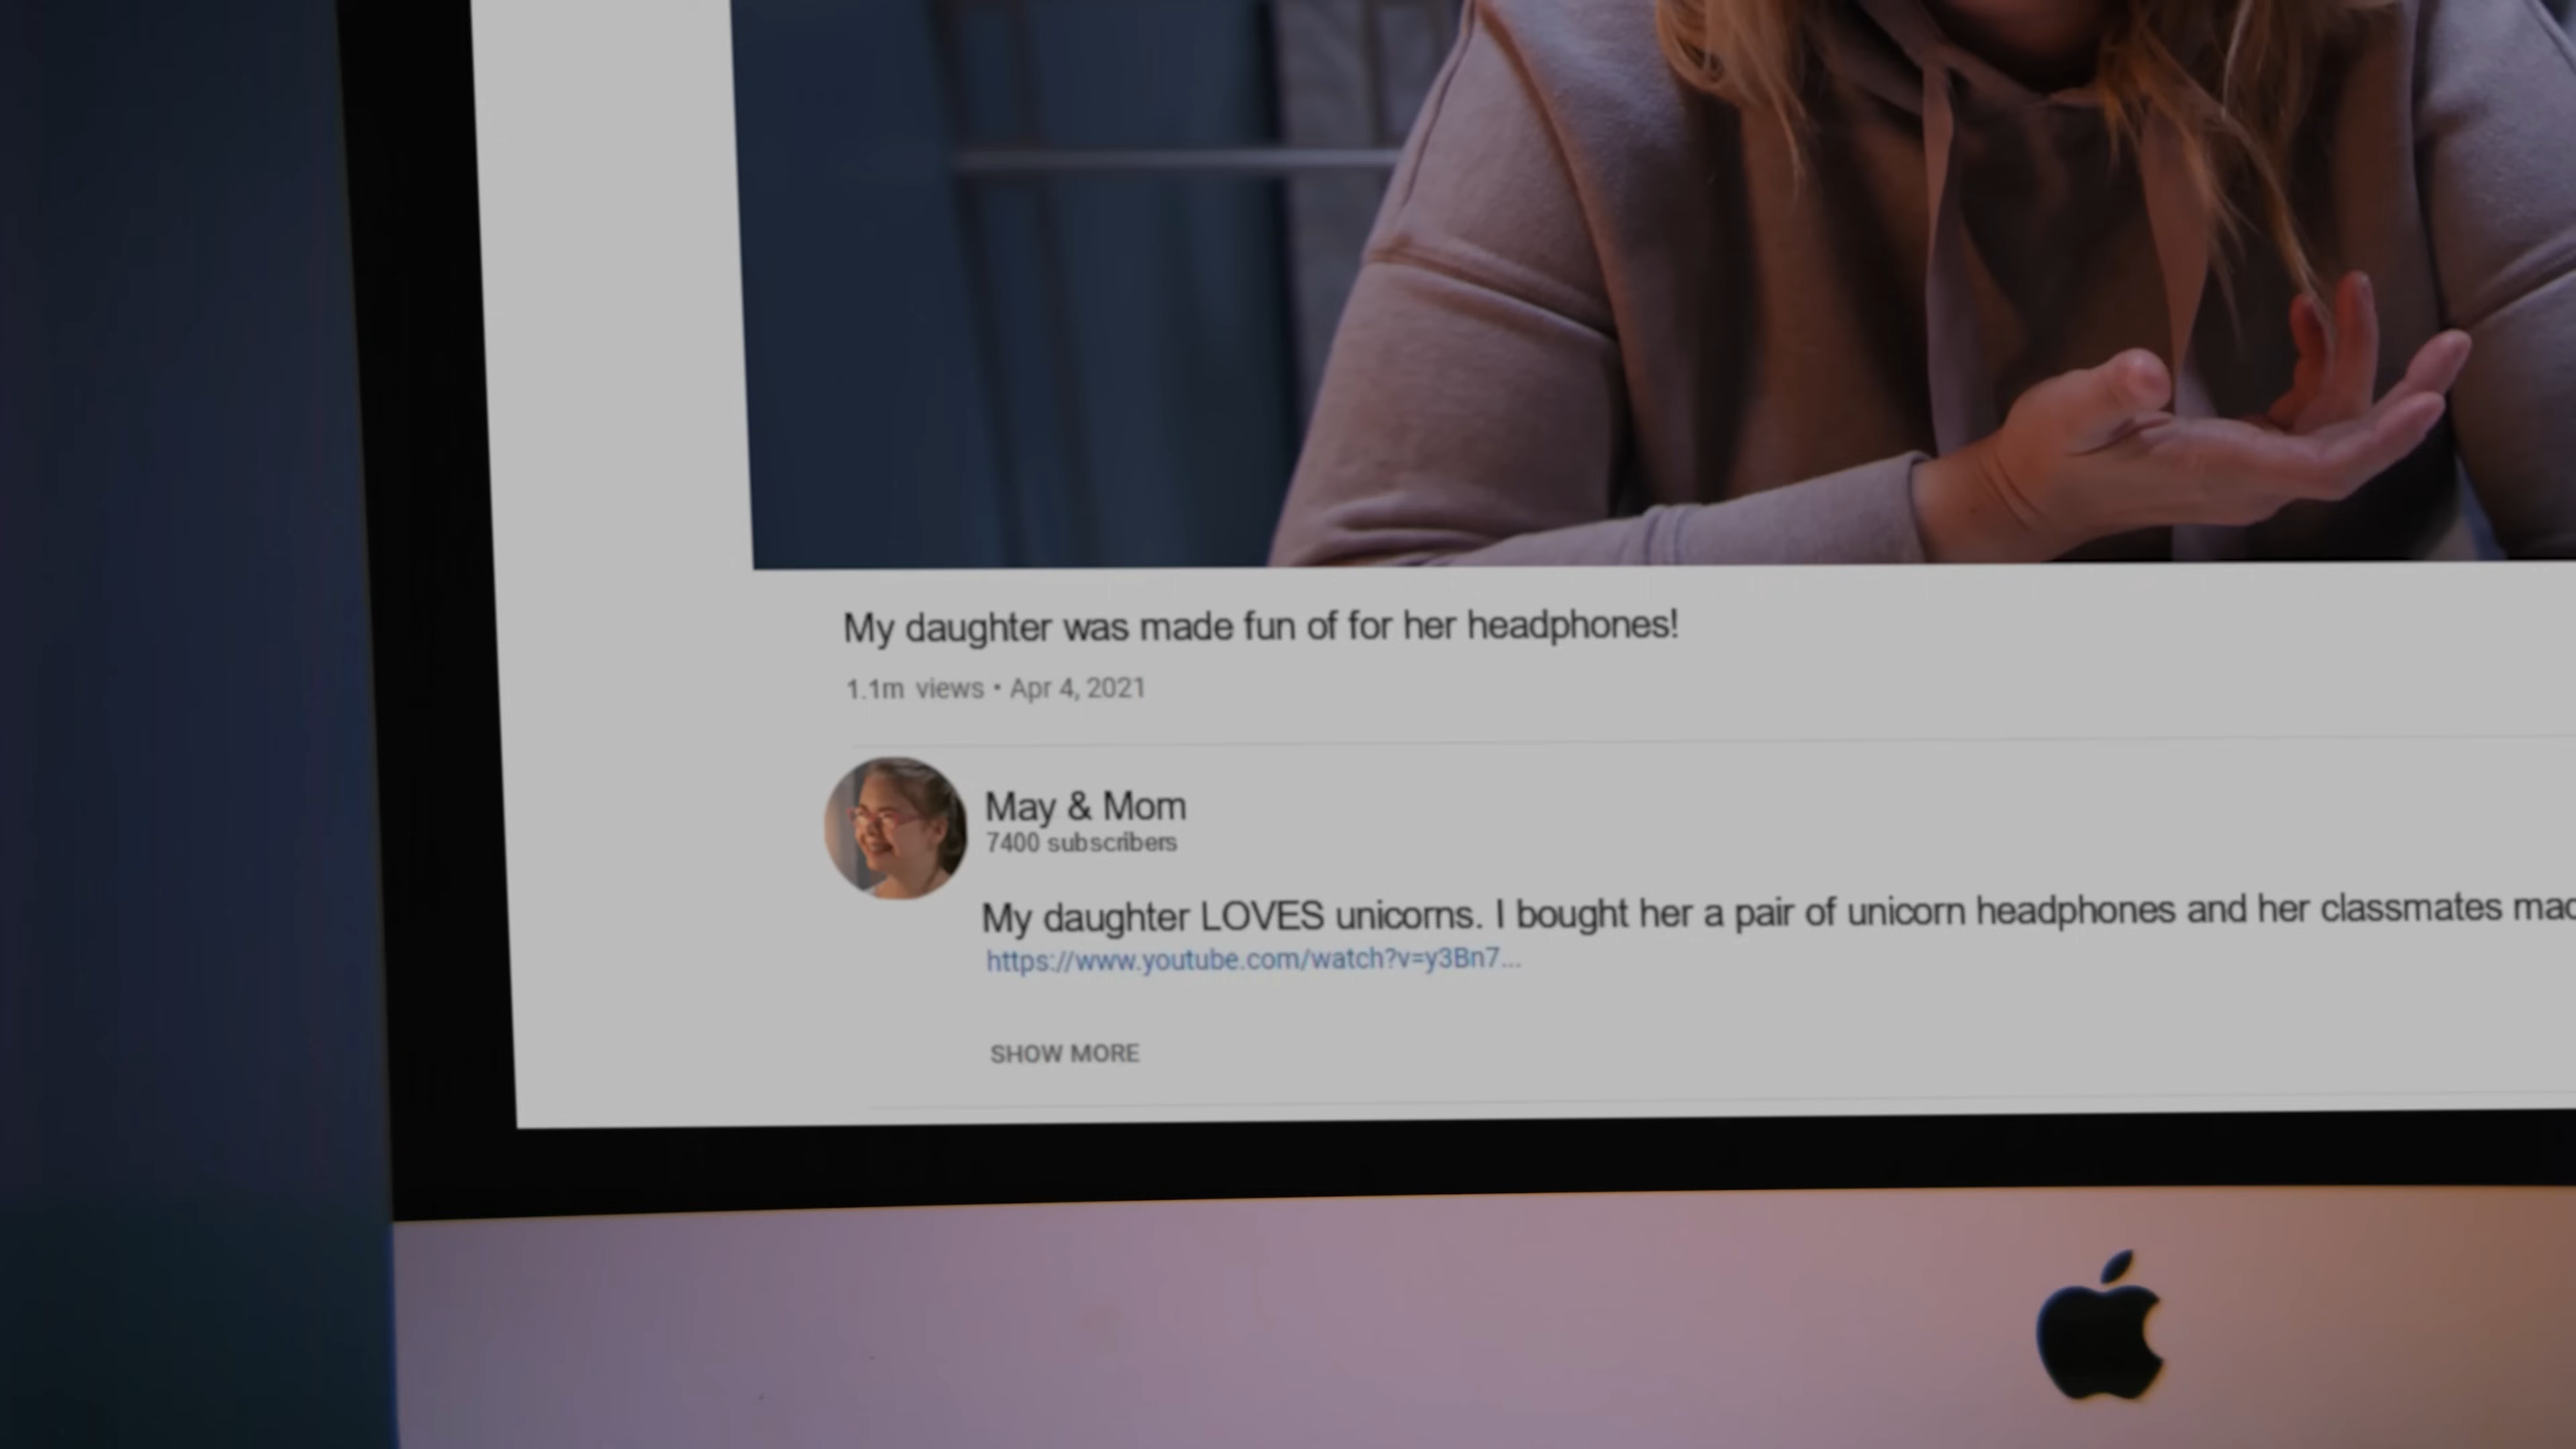 My daughter was made fun of for her headphones!
1.1m views • Apr 4, 2021
May & Mom
7400 subscribers
My daughter LOVES unicorns. I bought her a pair of unicorn headphones and her classmates
https://www.youtube.com/watch?v=y3Bn7...
SHOW MORE